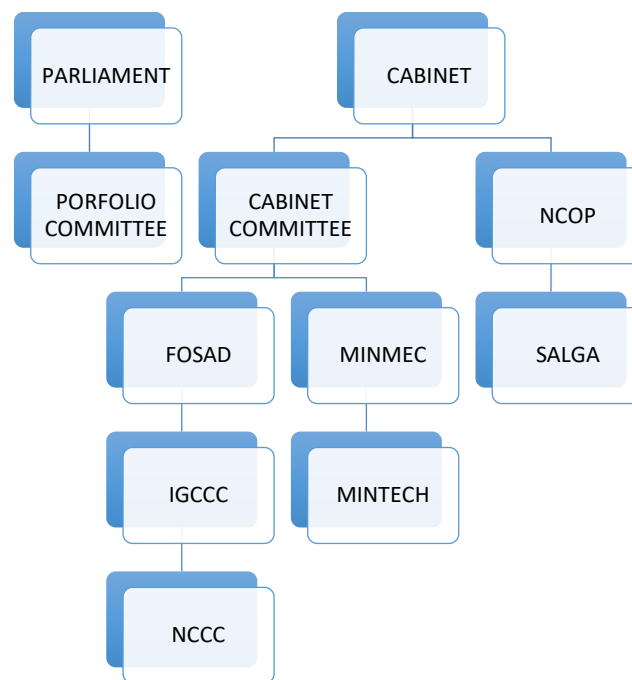 PARLIAMENT
CABINET
PORFOLIO
COMMITTEE
CABINET
COMMITTEE
NCOP
FOSAD
MINMEC
SALGA
IGCCC
MINTECH
NCCC